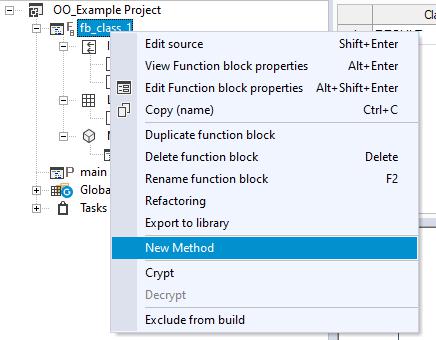 OO_Example Project
Cla
fb_class_1
Edit source Shift+Enter
View Function block properties Alt+Enter
Edit Function block properties Alt+Shift+Enter
Copy (name) Ctrl+C
Duplicate function block
Delete function block Delete
main
Rename function block F2
Globa
Refactoring
Tasks
Export to library
New Method
Crypt
Decrypt
Exclude from build